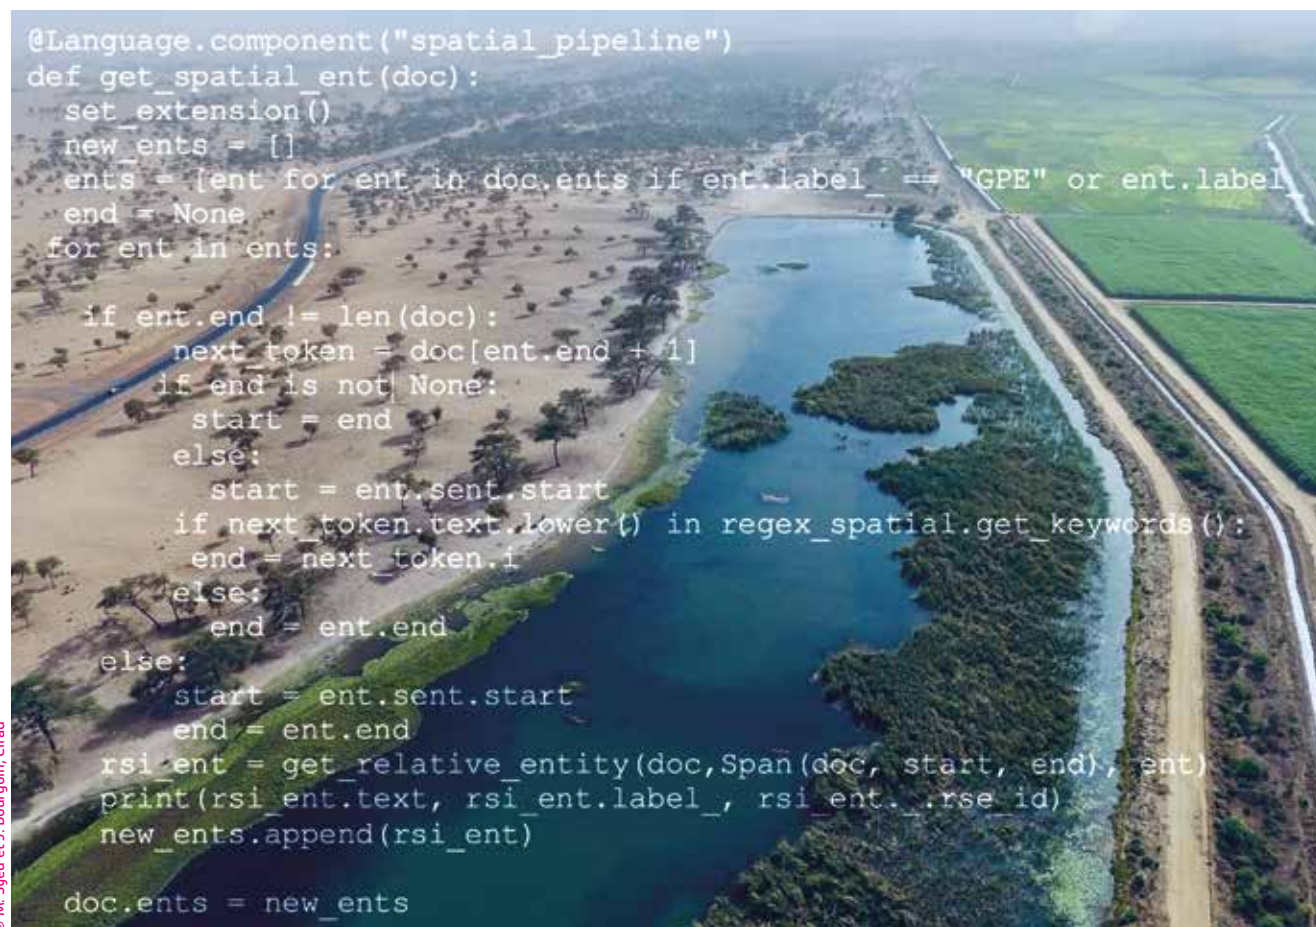 @Language.component("spatial_pipeline")
def get_spatial_ent(doc):
set_extension()
new_ents = []
ents = [ent for ent in doc.ents if ent.label_ == "GPE" or ent.label
end = None
for ent in ents:
if ent.end != len(doc):
next_token = doc[ent.end + 1]
if end is not None:
start = end
else:
start = ent.sent.start
if next_token.text.lower() in regex_spatial.get_keywords():
end = next_token.i
else:
end = ent.end
else:
start = ent.sent.start
end = ent.end
rsi_ent = get_relative_entity(doc,Span(doc, start, end), ent)
print(rsi_ent.text, rsi_ent.label_, rsi_ent._.rse_id)
new_ents.append(rsi_ent)
doc.ents = new_ents
et J. Bourgoin, Cirad